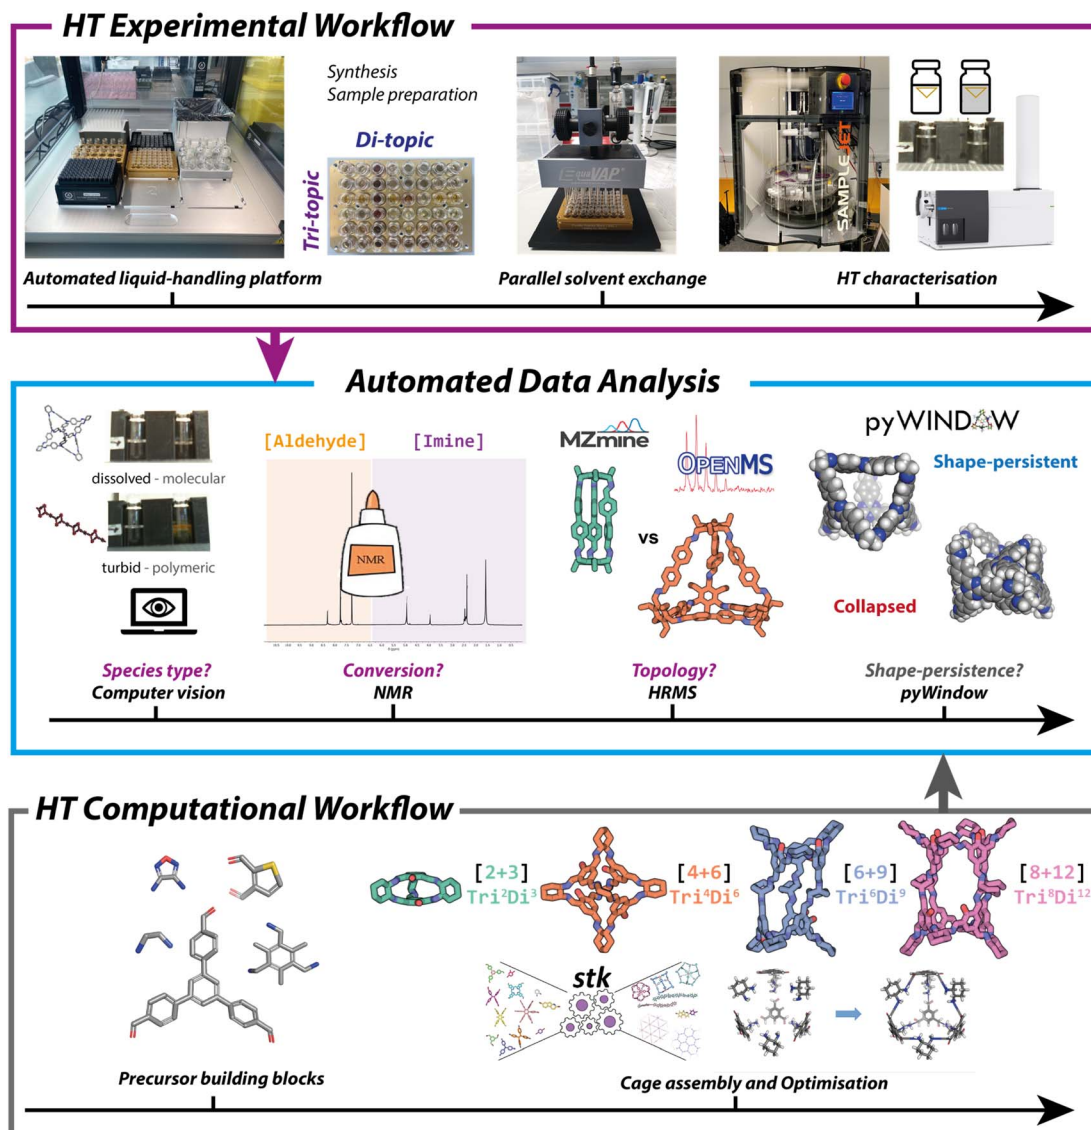 HT Experimental Workflow
Synthesis
Sample preparation
Di-topic
Tri-topic
EquaVAP®
SAMPLEJET
Automated liquid-handling platform
Parallel solvent exchange
HT characterisation
Automated Data Analysis
dissolved - molecular
turbid - polymeric
[Aldehyde]
[Imine]
NMR
MZmine
OPENMS
vs
pyWINDOW
Shape-persistent
Collapsed
Species type?
Computer vision
Conversion?
NMR
Topology?
HRMS
Shape-persistence?
pyWindow
HT Computational Workflow
[2+3]
Tri²Di³
[4+6]
Tri⁴Di⁶
[6+9]
Tri⁶Di⁹
[8+12]
Tri⁸Di¹²
stk
Precursor building blocks
Cage assembly and Optimisation